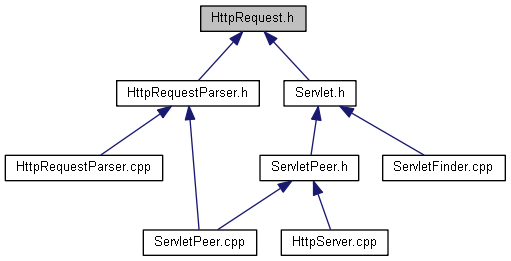 HttpRequest.h
HttpRequestParser.h
Servlet.h
HttpRequestParser.cpp
ServletPeer.h
ServletFinder.cpp
ServletPeer.cpp
HttpServer.cpp